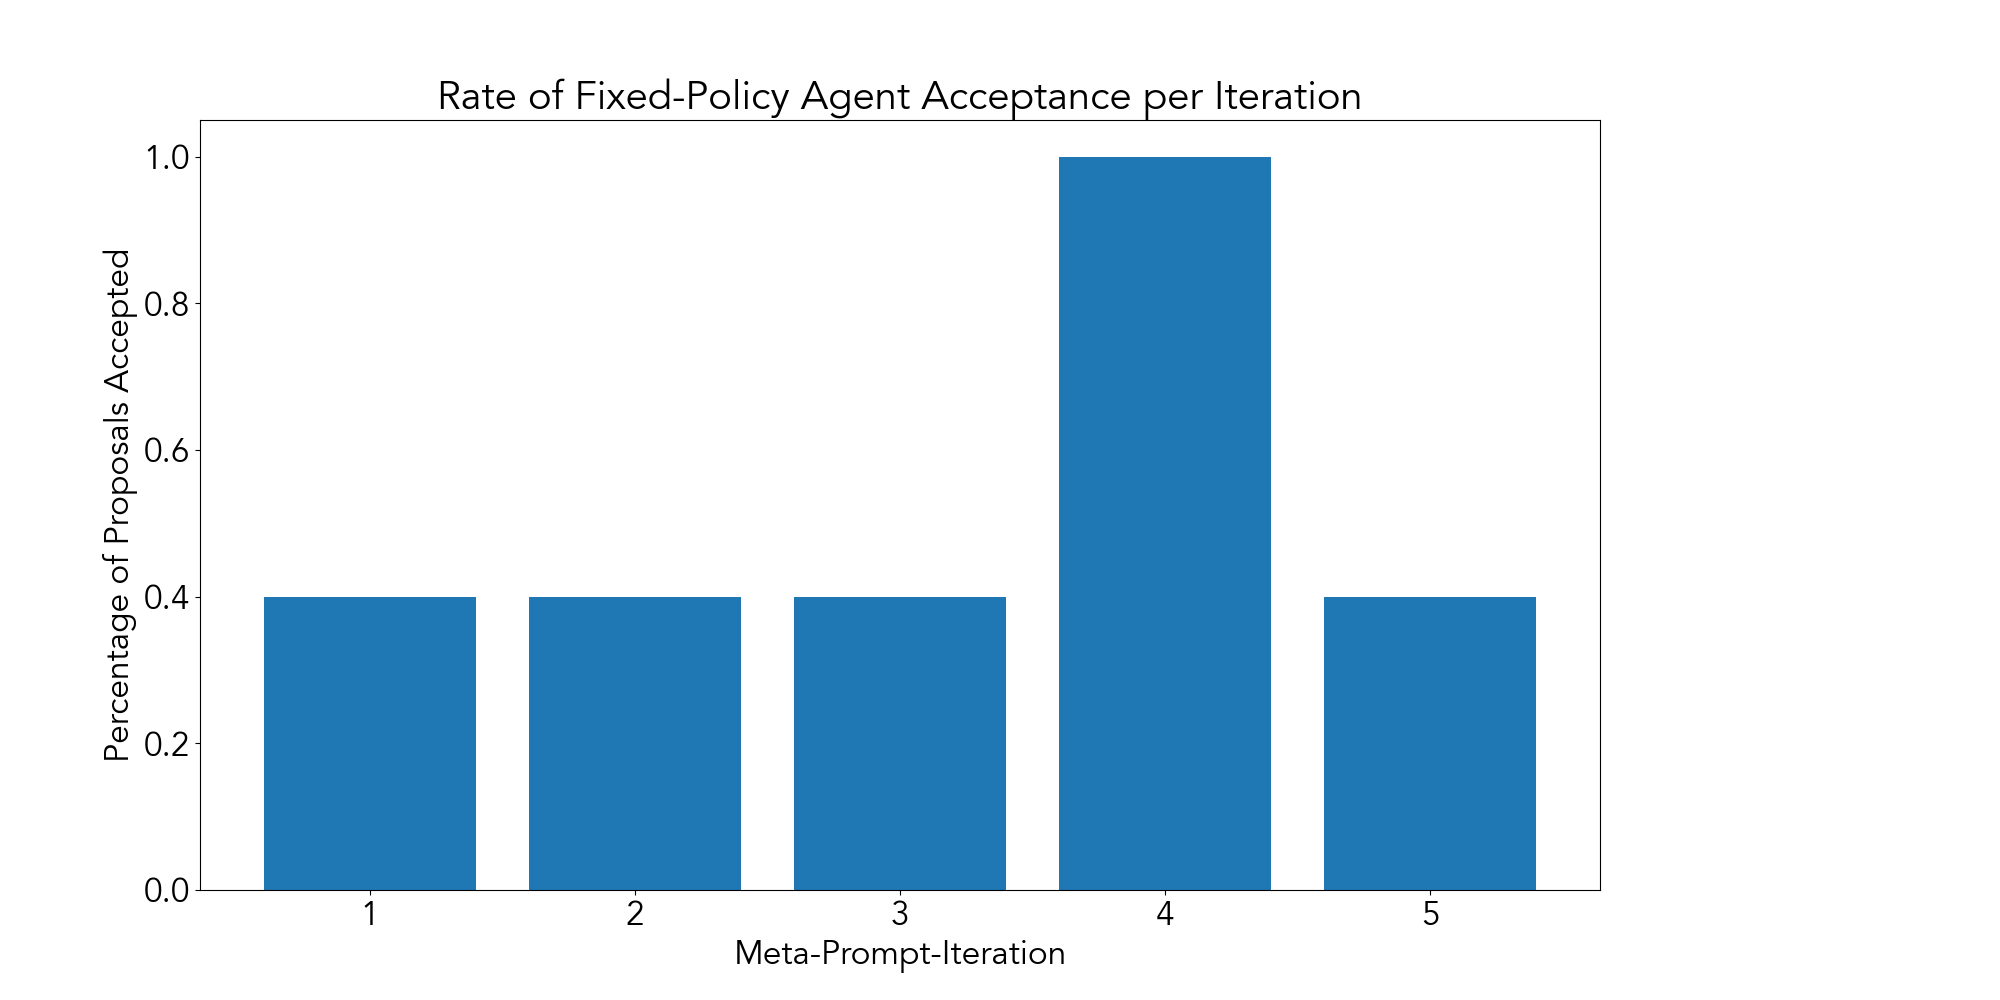 Rate of Fixed-Policy Agent Acceptance per Iteration
Percentage of Proposals Accepted
1.0
0.8
0.6
0.4
0.2
0.0
1 2 3 4 5
Meta-Prompt-Iteration